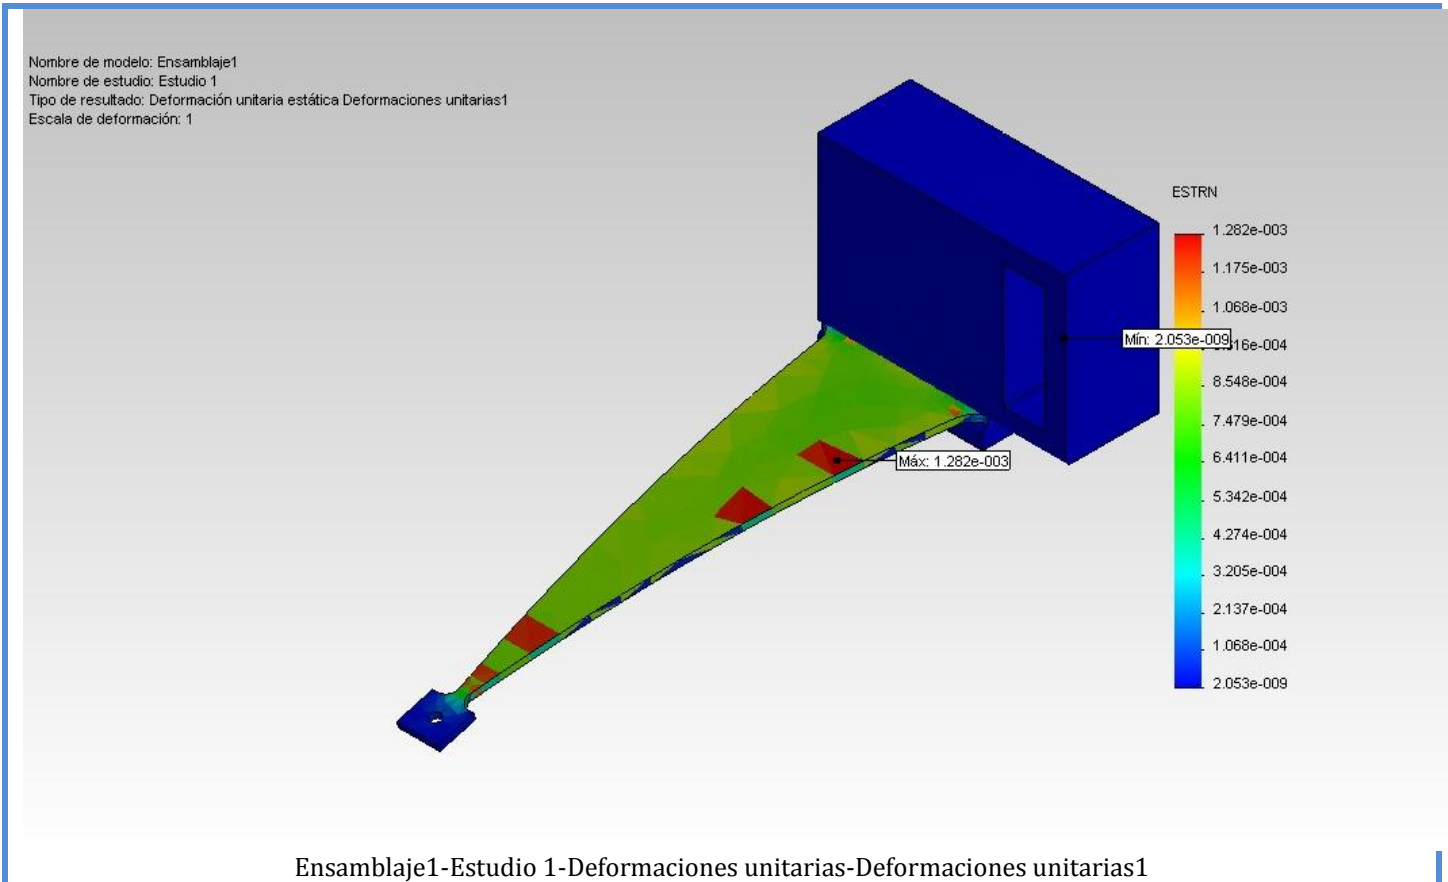 Nombre de modelo: Ensamblaje1
Nombre de estudio: Estudio 1
Tipo de resultado: Deformación unitaria estática Deformaciones unitarias1
Escala de deformación: 1
ESTRN
1.282e-003
1.175e-003
1.068e-003
Mín: 2.053e-009
8.548e-004
7.479e-004
6.411e-004
Máx: 1.282e-003
5.342e-004
4.274e-004
3.205e-004
2.137e-004
1.068e-004
2.053e-009
Ensamblaje1-Estudio 1-Deformaciones unitarias-Deformaciones unitarias1